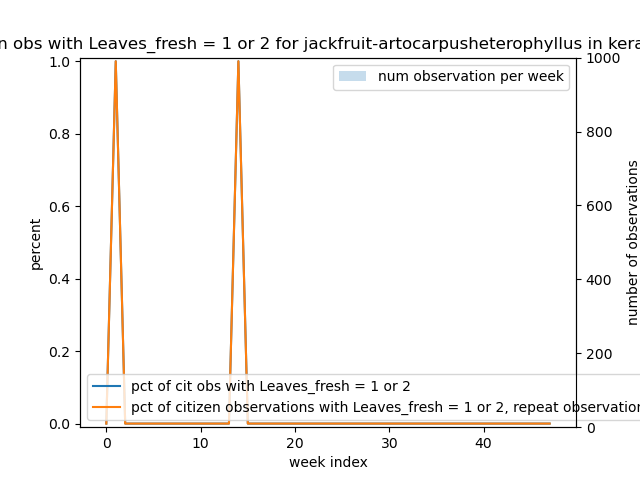 n obs with Leaves_fresh = 1 or 2 for jackfruit-artocarpusheterophyllus in kera
num observation per week
1.0
0.8
0.6
0.4
0.2
0.0
percent
1000
800
600
400
200
0
number of observations
pct of cit obs with Leaves_fresh = 1 or 2
pct of citizen observations with Leaves_fresh = 1 or 2, repeat observation
0 10 20 30 40
week index